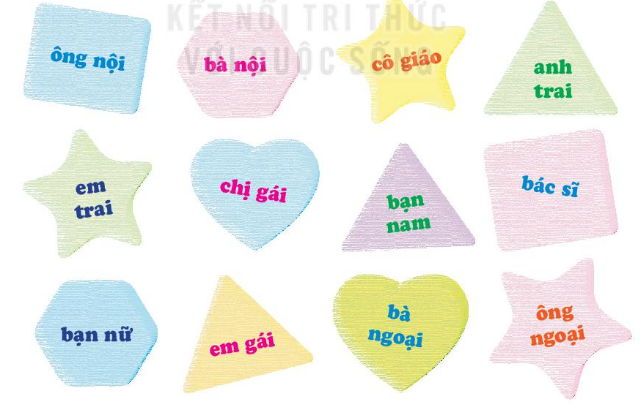 KẾT NỐI TRI THỨC
VỚI CUỘC SỐNG
ông nội
bà nội
cô giáo
anh
trai
em
trai
chị gái
bạn
nam
bác sĩ
bạn nữ
em gái
bà
ngoại
ông
ngoại